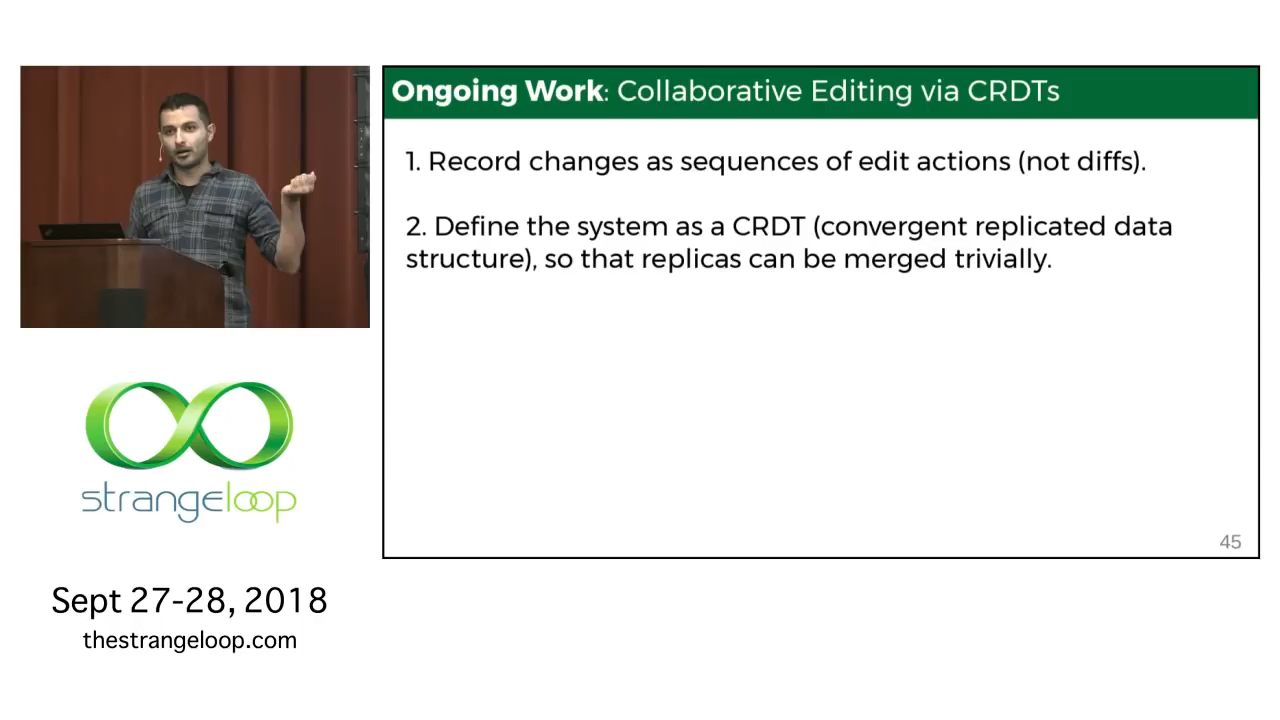 Ongoing Work: Collaborative Editing via CRDTs
1. Record changes as sequences of edit actions (not diffs).
2. Define the system as a CRDT (convergent replicated data
structure), so that replicas can be merged trivially.
45
strangeloop
Sept 27-28, 2018
thestrangeloop.com